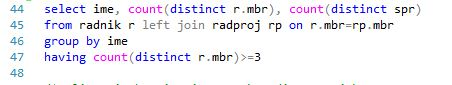 44 select ime, count(distinct r.mbr), count(distinct spr)
45 from radnik r left join radproj rp on r.mbr=rp.mbr
46 group by ime
47 having count(distinct r.mbr)>=3
48